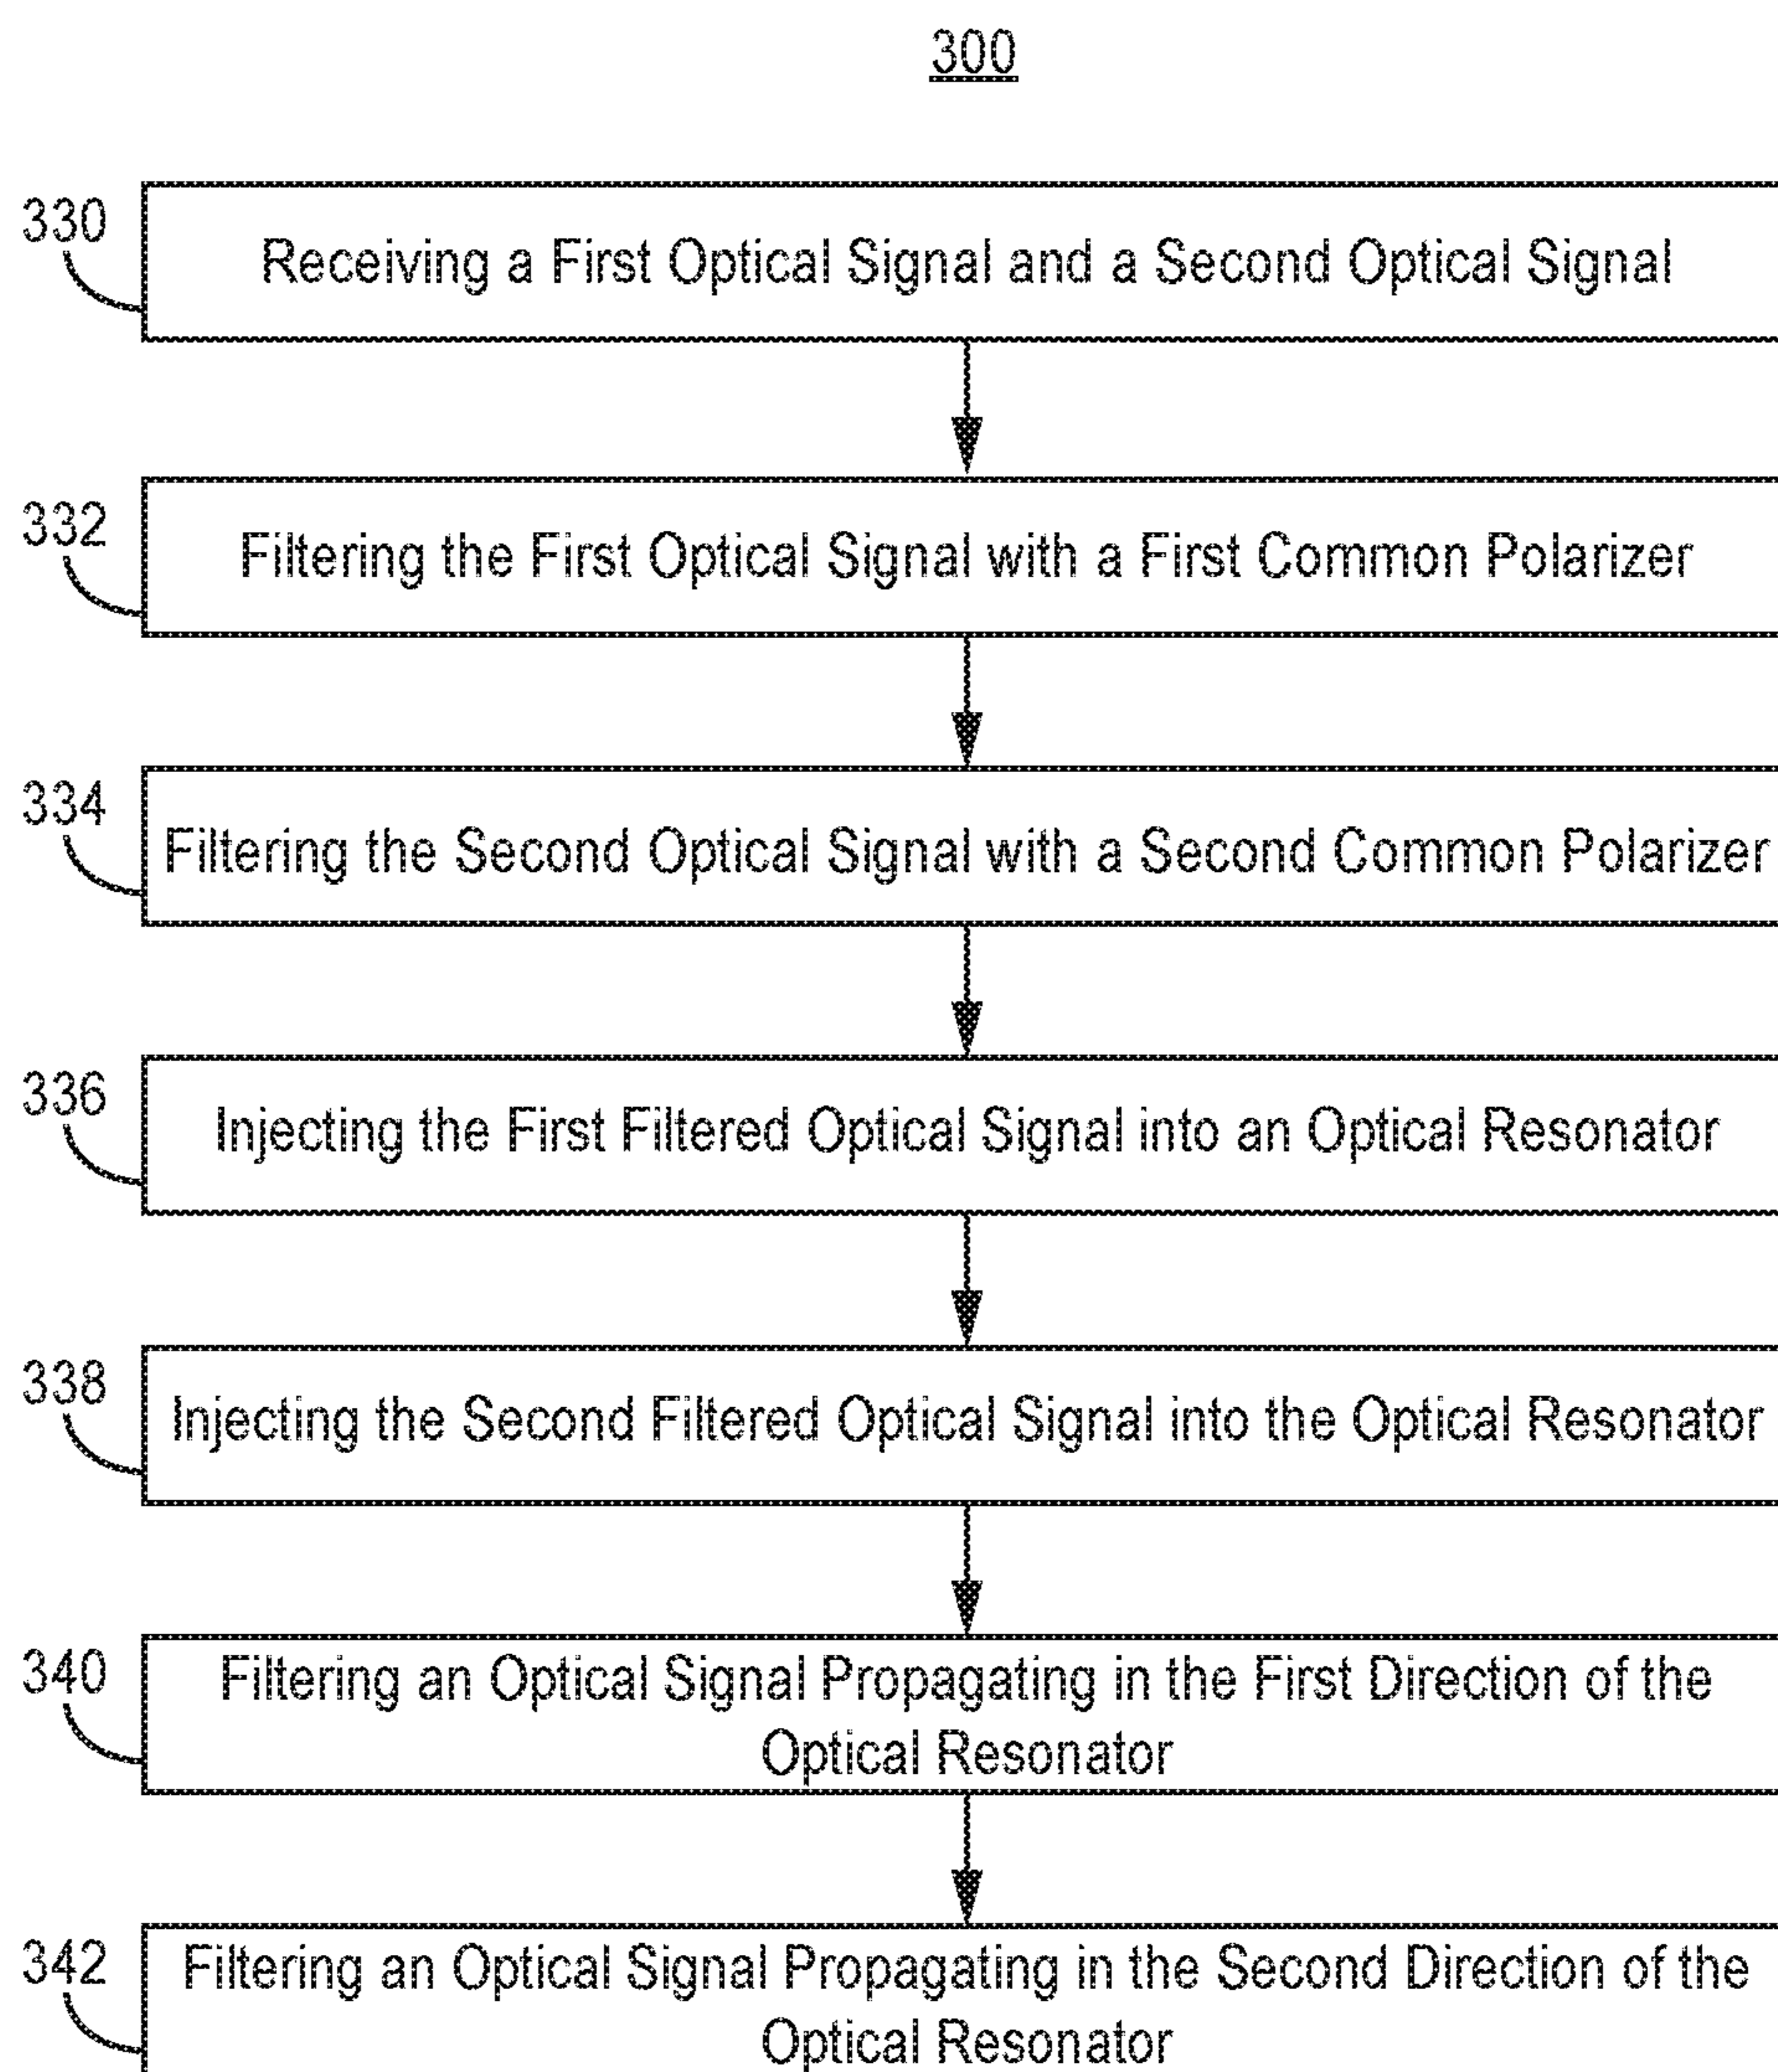 300
330
Receiving a First Optical Signal and a Second Optical Signal
332
Filtering the First Optical Signal with a First Common Polarizer
334
Filtering the Second Optical Signal with a Second Common Polarizer
336
Injecting the First Filtered Optical Signal into an Optical Resonator
338
Injecting the Second Filtered Optical Signal into the Optical Resonator
340
Filtering an Optical Signal Propagating in the First Direction of the
Optical Resonator
342
Filtering an Optical Signal Propagating in the Second Direction of the
Optical Resonator